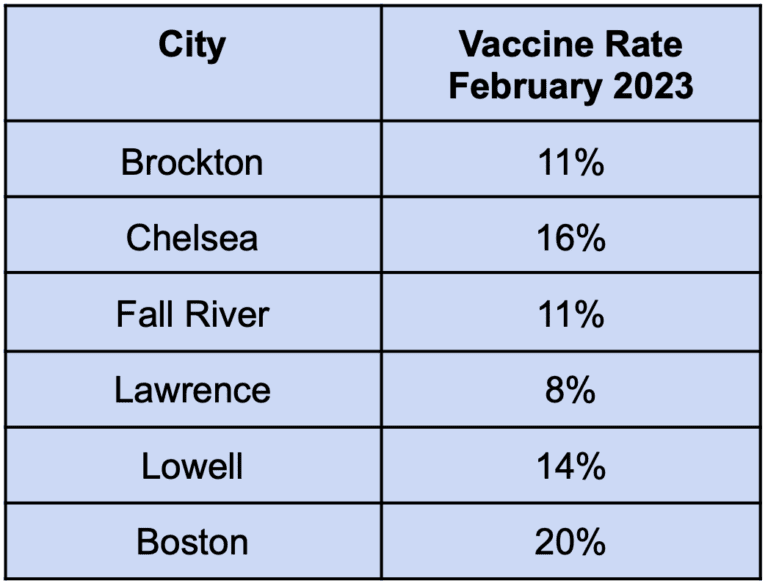 City Vaccine Rate
February 2023
Brockton 11%
Chelsea 16%
Fall River 11%
Lawrence 8%
Lowell 14%
Boston 20%